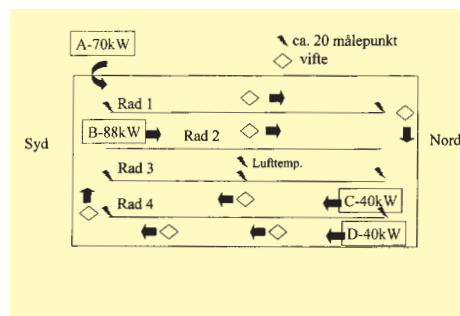 A-70kW
ca. 20 målepunkt
vifte
Rad 1
B-88kW
Rad 2
Syd
Nord
Rad 3
Lufttemp.
Rad 4
C-40kW
D-40kW